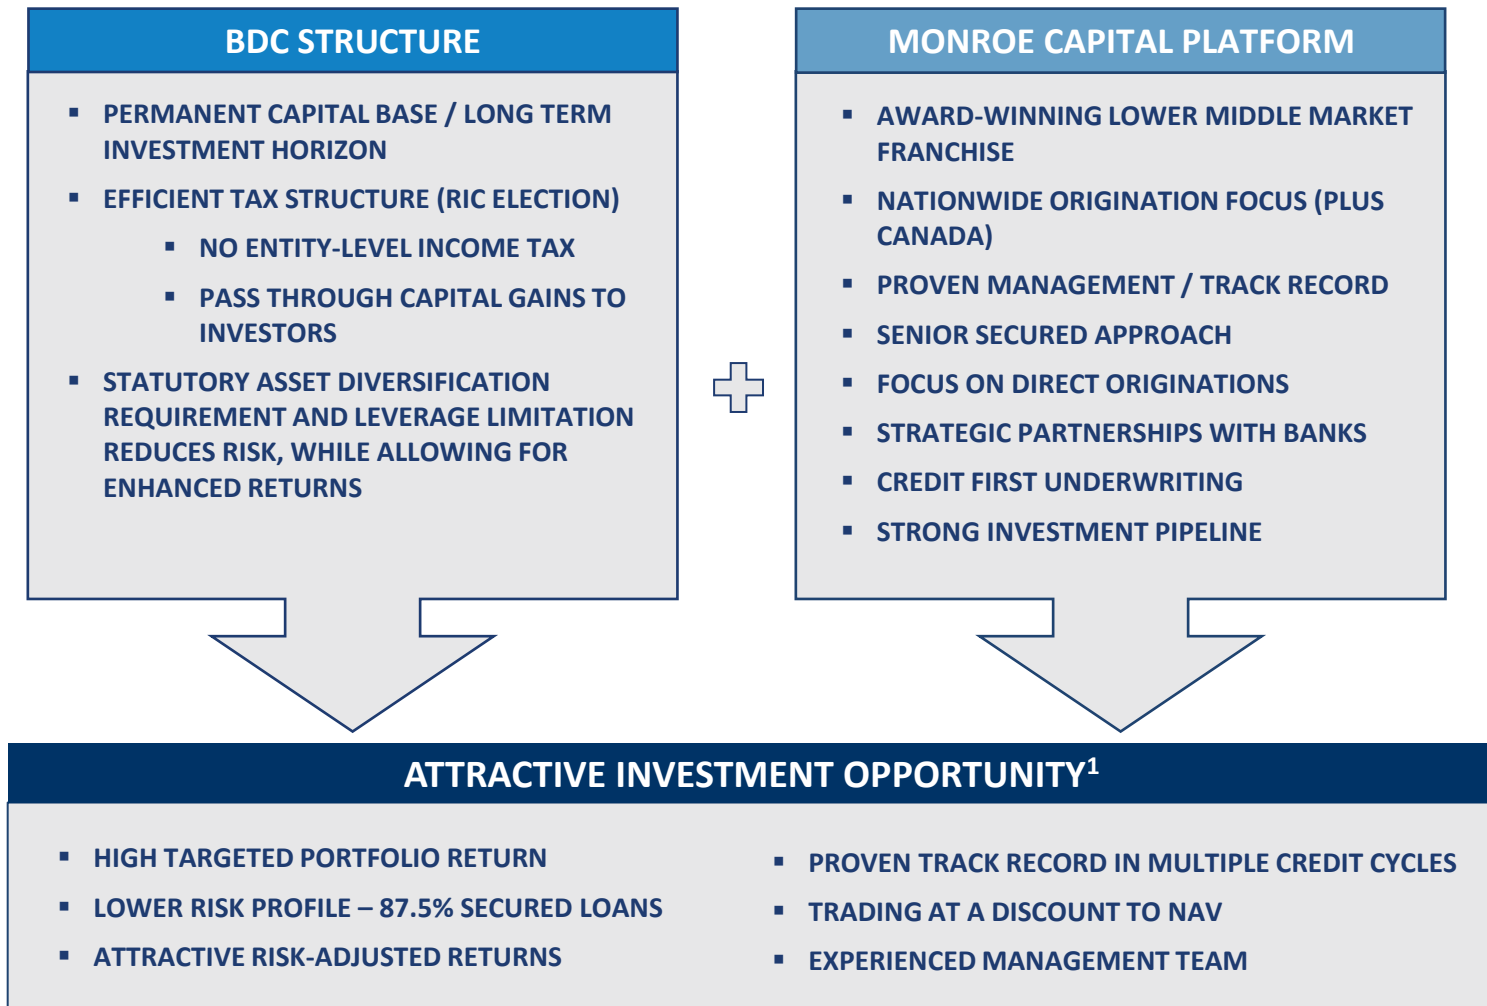 BDC STRUCTURE
▪ PERMANENT CAPITAL BASE / LONG TERM
INVESTMENT HORIZON
▪ EFFICIENT TAX STRUCTURE (RIC ELECTION)
▪ NO ENTITY-LEVEL INCOME TAX
▪ PASS THROUGH CAPITAL GAINS TO
INVESTORS
▪ STATUTORY ASSET DIVERSIFICATION
REQUIREMENT AND LEVERAGE LIMITATION
REDUCES RISK, WHILE ALLOWING FOR
ENHANCED RETURNS
MONROE CAPITAL PLATFORM
▪ AWARD-WINNING LOWER MIDDLE MARKET
FRANCHISE
▪ NATIONWIDE ORIGINATION FOCUS (PLUS
CANADA)
▪ PROVEN MANAGEMENT / TRACK RECORD
▪ SENIOR SECURED APPROACH
▪ FOCUS ON DIRECT ORIGINATIONS
▪ STRATEGIC PARTNERSHIPS WITH BANKS
▪ CREDIT FIRST UNDERWRITING
▪ STRONG INVESTMENT PIPELINE
ATTRACTIVE INVESTMENT OPPORTUNITY¹
▪ HIGH TARGETED PORTFOLIO RETURN
▪ LOWER RISK PROFILE – 87.5% SECURED LOANS
▪ ATTRACTIVE RISK-ADJUSTED RETURNS
▪ PROVEN TRACK RECORD IN MULTIPLE CREDIT CYCLES
▪ TRADING AT A DISCOUNT TO NAV
▪ EXPERIENCED MANAGEMENT TEAM